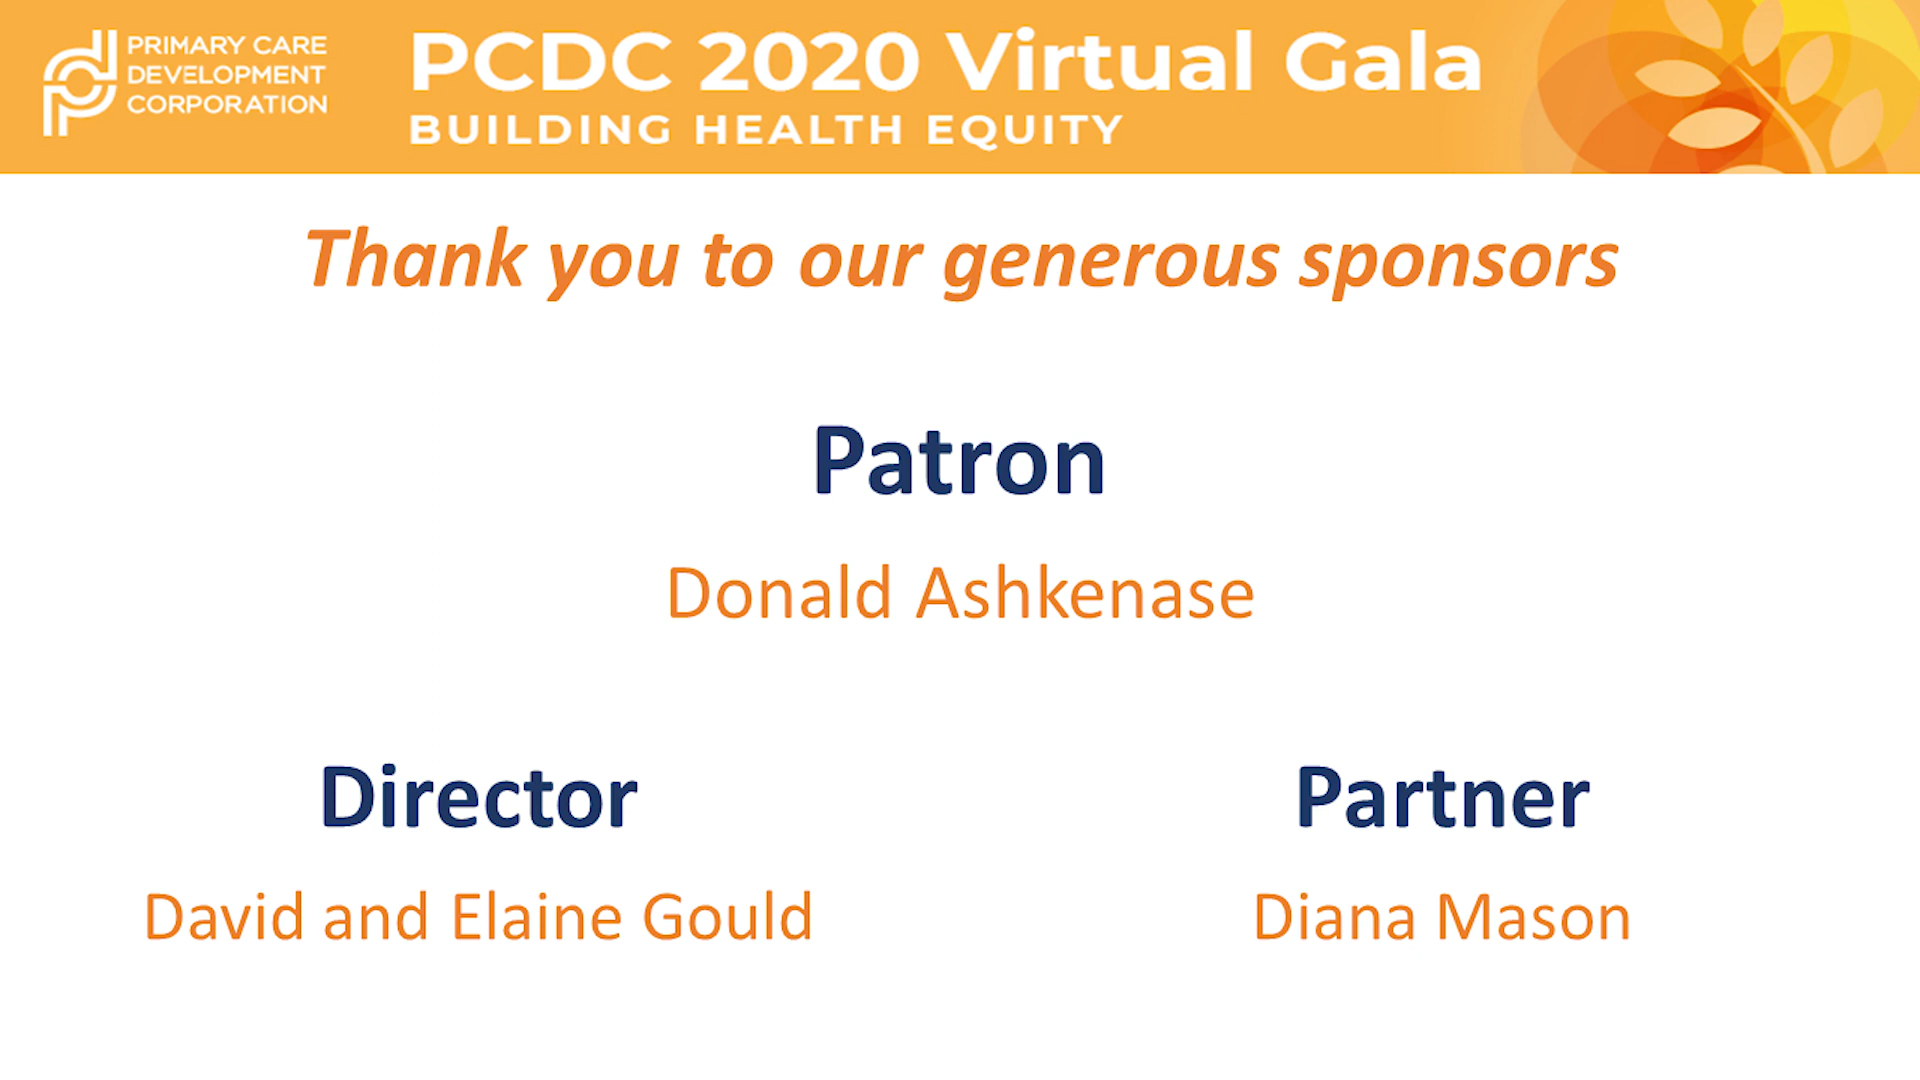 PRIMARY CARE
DEVELOPMENT
CORPORATION
PCDC 2020 Virtual Gala
BUILDING HEALTH EQUITY
Thank you to our generous sponsors
Patron
Donald Ashkenase
Director
David and Elaine Gould
Partner
Diana Mason